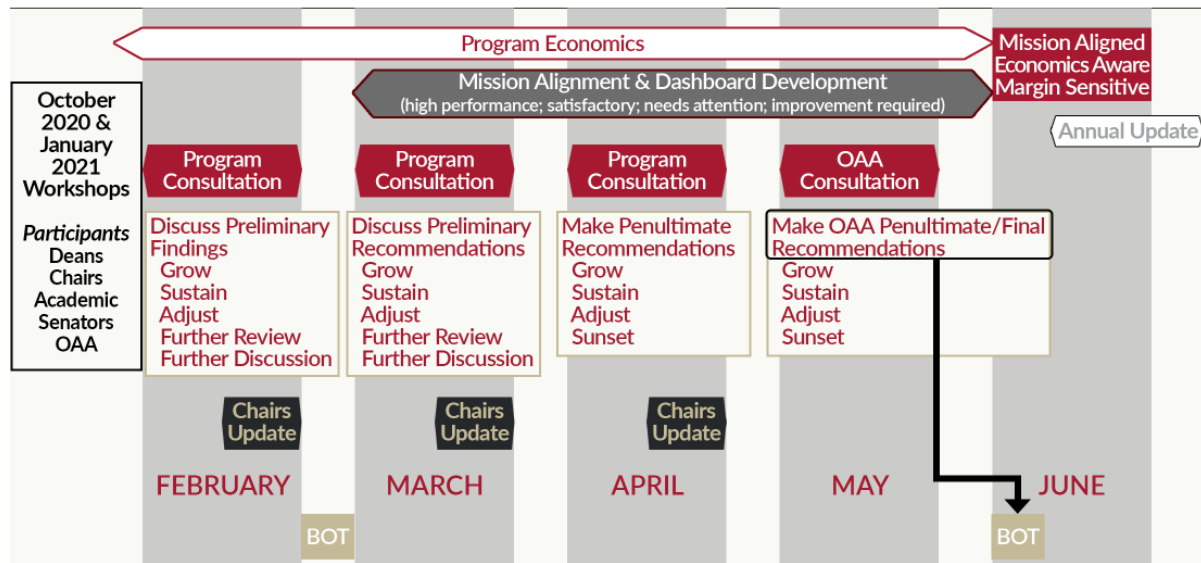 Program Economics
Mission Aligned
Economics Aware
Margin Sensitive
Mission Alignment & Dashboard Development
(high performance; satisfactory; needs attention; improvement required)
Annual Update
October
2020 &
January
2021
Workshops
Participants
Deans
Chairs
Academic
Senators
OAA
Program
Consultation
Discuss Preliminary
Findings
Grow
Sustain
Adjust
Further Review
Further Discussion
Chairs
Update
FEBRUARY
BOT
Program
Consultation
Discuss Preliminary
Recommendations
Grow
Sustain
Adjust
Further Review
Further Discussion
Chairs
Update
MARCH
Program
Consultation
Make Penultimate
Recommendations
Grow
Sustain
Adjust
Sunset
Chairs
Update
APRIL
OAA
Consultation
Make OAA Penultimate/Final
Recommendations
Grow
Sustain
Adjust
Sunset
MAY
JUNE
BOT